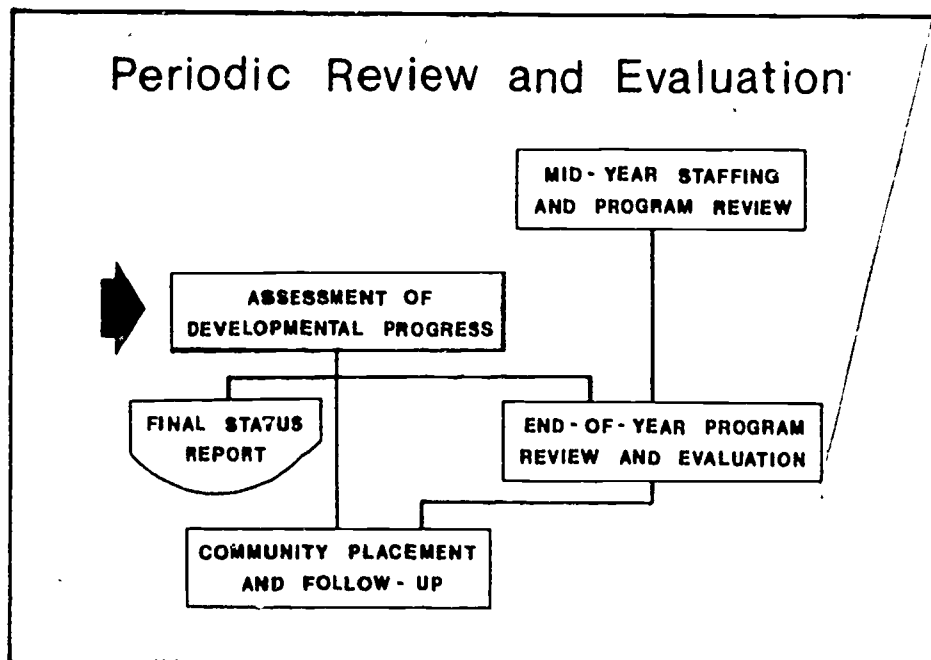 Periodic Review and Evaluation
MID-YEAR STAFFING
AND PROGRAM REVIEW
ASSESSMENT OF
DEVELOPMENTAL PROGRESS
FINAL STATUS
REPORT
END-OF-YEAR PROGRAM
REVIEW AND EVALUATION
COMMUNITY PLACEMENT
AND FOLLOW-UP